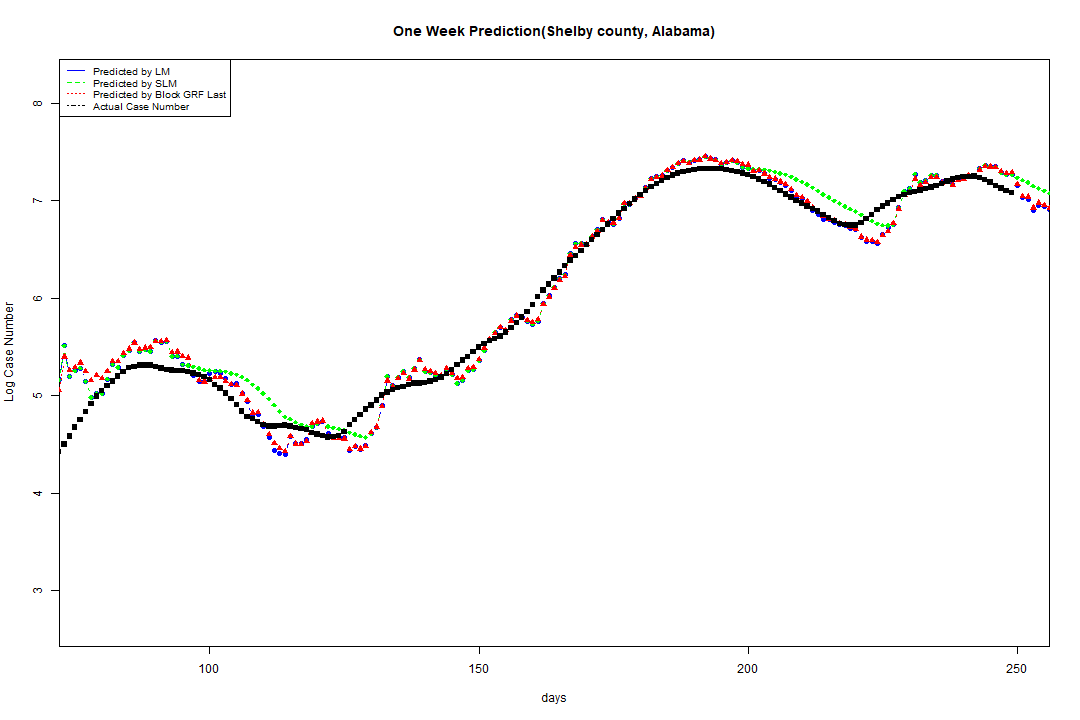 One Week Prediction(Shelby county, Alabama)
Predicted by LM
Predicted by SLM
Predicted by Block GRF Last
Actual Case Number
8
7
6
5
4
3
Log Case Number
100 150 200 250
days